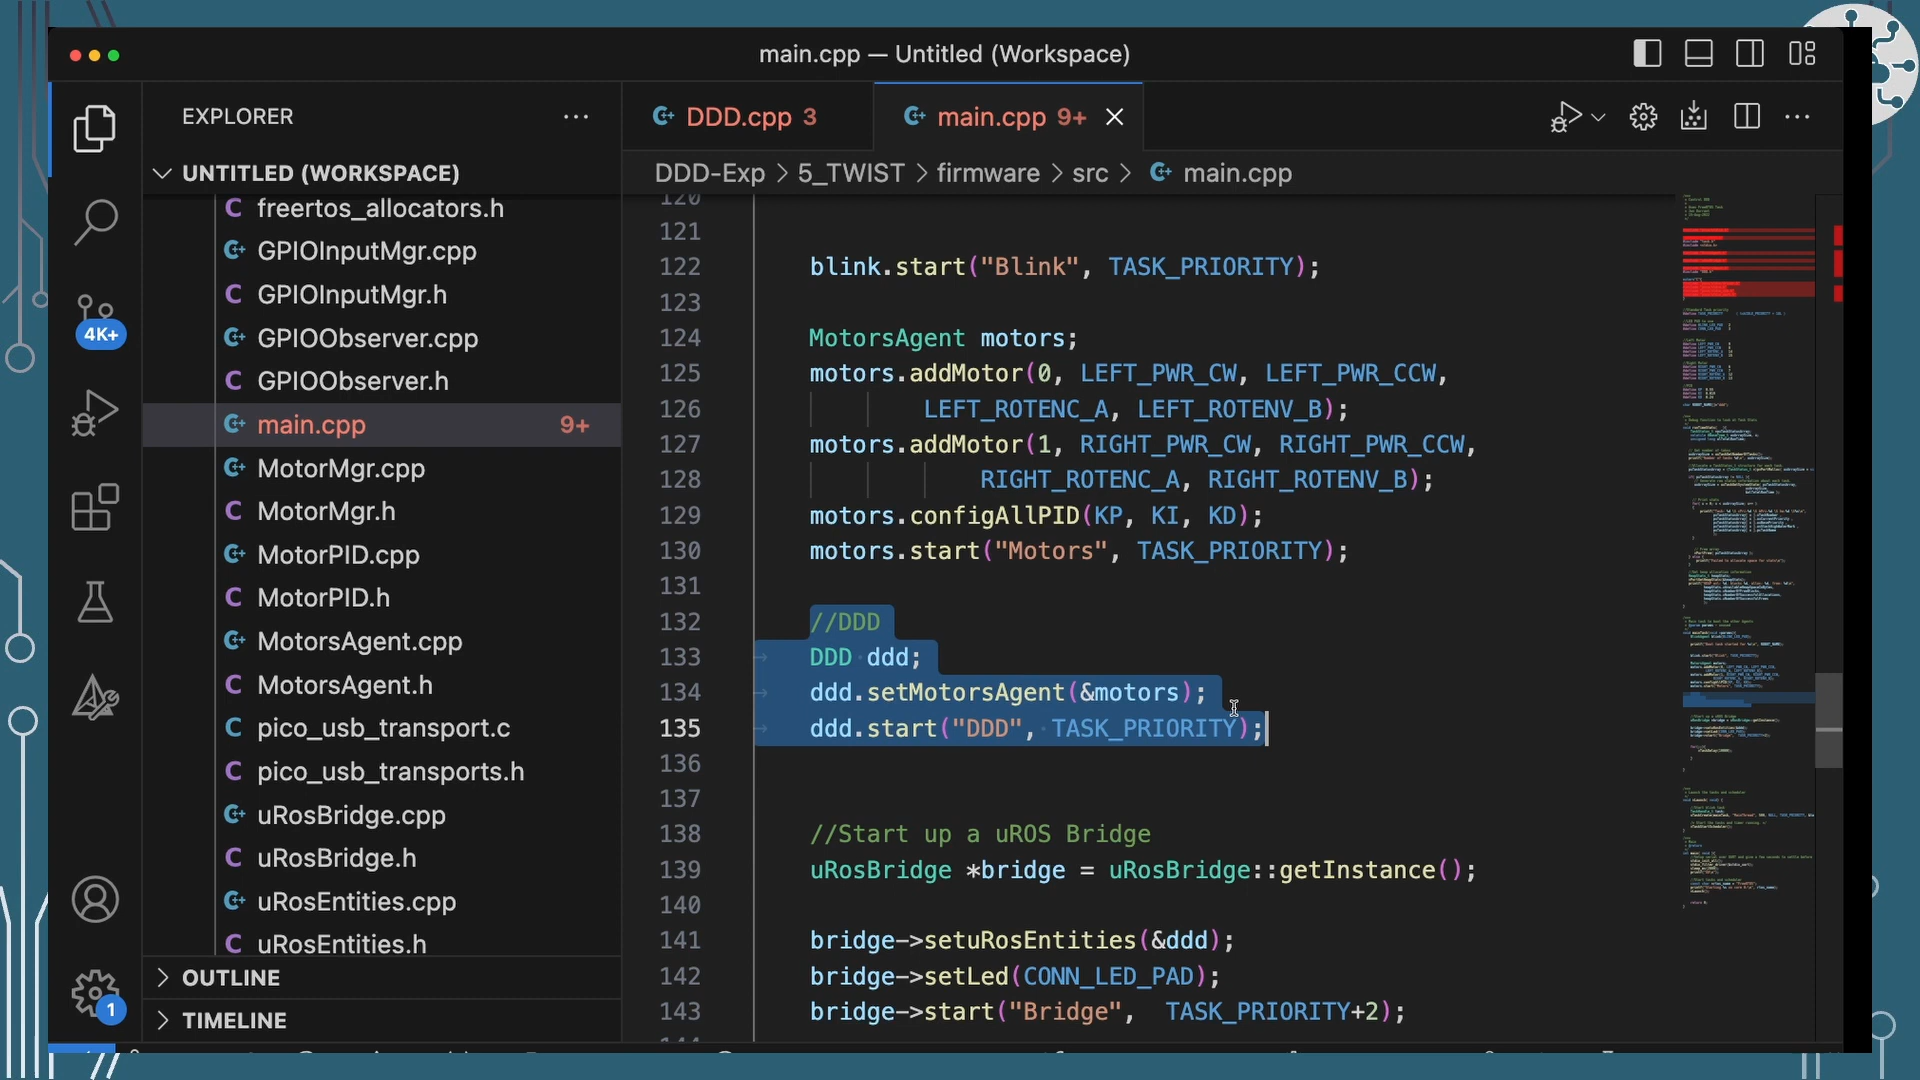 main.cpp — Untitled (Workspace)
EXPLORER
DDD.cpp 3
main.cpp 9+
UNTITLED (WORKSPACE)
DDD-Exp > 5_TWIST > firmware > src > main.cpp
freertos_allocators.h
GPIOInputMgr.cpp
GPIOInputMgr.h
GPIOObserver.cpp
GPIOObserver.h
main.cpp 9+
MotorMgr.cpp
MotorMgr.h
MotorPID.cpp
MotorPID.h
MotorsAgent.cpp
MotorsAgent.h
pico_usb_transport.c
pico_usb_transports.h
uRosBridge.cpp
uRosBridge.h
uRosEntities.cpp
uRosEntities.h
OUTLINE
TIMELINE
4K+
1
120
121
122 blink.start("Blink", TASK_PRIORITY);
123
124 MotorsAgent motors;
125 motors.addMotor(0, LEFT_PWR_CW, LEFT_PWR_CCW,
126 LEFT_ROTENC_A, LEFT_ROTENV_B);
127 motors.addMotor(1, RIGHT_PWR_CW, RIGHT_PWR_CCW,
128 RIGHT_ROTENC_A, RIGHT_ROTENV_B);
129 motors.configAllPID(KP, KI, KD);
130 motors.start("Motors", TASK_PRIORITY);
131
132 //DDD
133 DDD ddd;
134 ddd.setMotorsAgent(&motors);
135 ddd.start("DDD", TASK_PRIORITY);
136
137
138 //Start up a uROS Bridge
139 uRosBridge *bridge = uRosBridge::getInstance();
140
141 bridge->setuRosEntities(&ddd);
142 bridge->setLed(CONN_LED_PAD);
143 bridge->start("Bridge", TASK_PRIORITY+2);